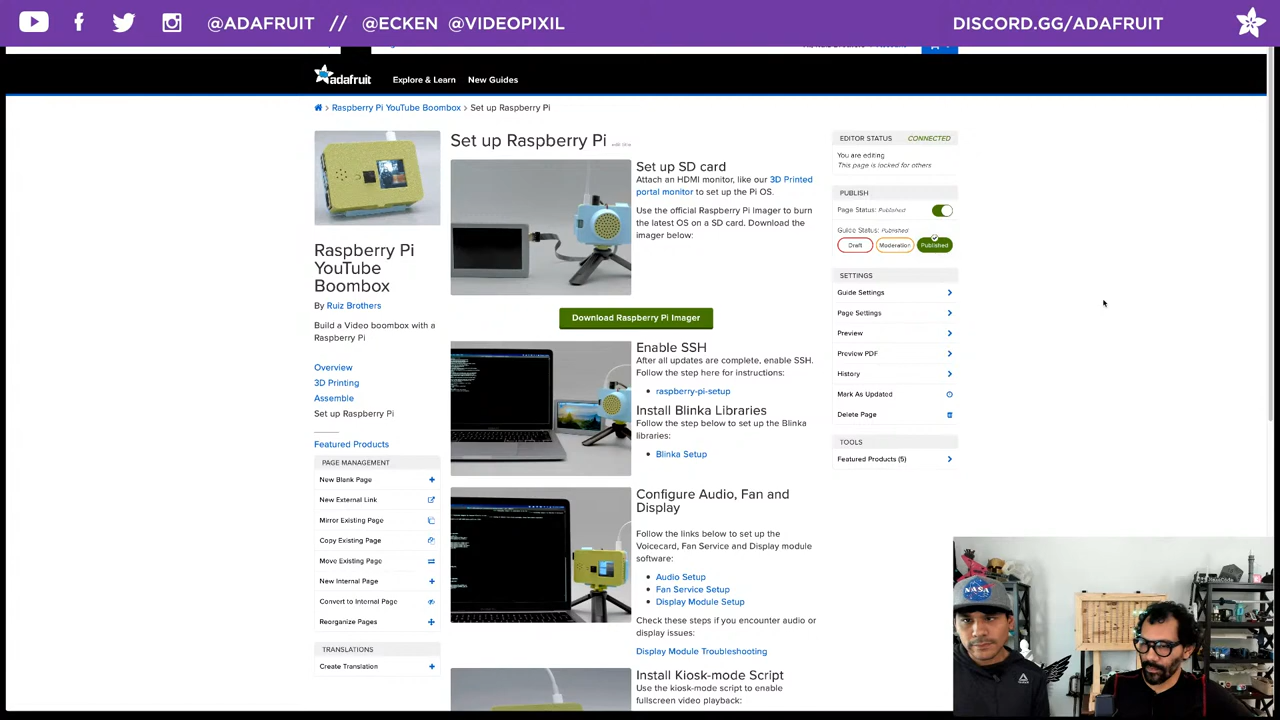 @ADAFRUIT // @ECKEN @VIDEOPIXIL
DISCORD.GG/ADAFRUIT
adafruit
Explore & Learn
New Guides
Raspberry Pi YouTube Boombox > Set up Raspberry Pi
Raspberry Pi
YouTube
Boombox
By Ruiz Brothers
Build a Video boombox with a
Raspberry Pi
Overview
3D Printing
Assemble
Set up Raspberry Pi
Featured Products
PAGE MANAGEMENT
New Blank Page
New External Link
Mirror Existing Page
Copy Existing Page
Move Existing Page
New Internal Page
Convert to Internal Page
Reorganize Pages
TRANSLATIONS
Create Translation
Set up Raspberry Pi
Set up SD card
Attach an HDMI monitor, like our 3D Printed
portal monitor to set up the Pi OS.
Use the official Raspberry Pi Imager to burn
the latest OS on a SD card. Download the
imager below:
Download Raspberry Pi Imager
Enable SSH
After all updates are complete, enable SSH.
Follow the step here for instructions:
raspberry-pi-setup
Install Blinka Libraries
Follow the step below to set up the Blinka
libraries:
Blinka Setup
Configure Audio, Fan and
Display
Follow the links below to set up the
Voicecard, Fan Service and Display module
software:
Audio Setup
Fan Service Setup
Display Module Setup
Check these steps if you encounter audio or
display issues:
Display Module Troubleshooting
Install Kiosk-mode Script
Use the kiosk-mode script to enable
fullscreen video playback:
EDITOR STATUS CONNECTED
You are editing
This page is locked for others
PUBLISH
Page Status: Published
Guide Status: Published
Draft
Moderation
Published
SETTINGS
Guide Settings
Page Settings
Preview
Preview PDF
History
Mark As Updated
Delete Page
TOOLS
Featured Products (5)
NASA